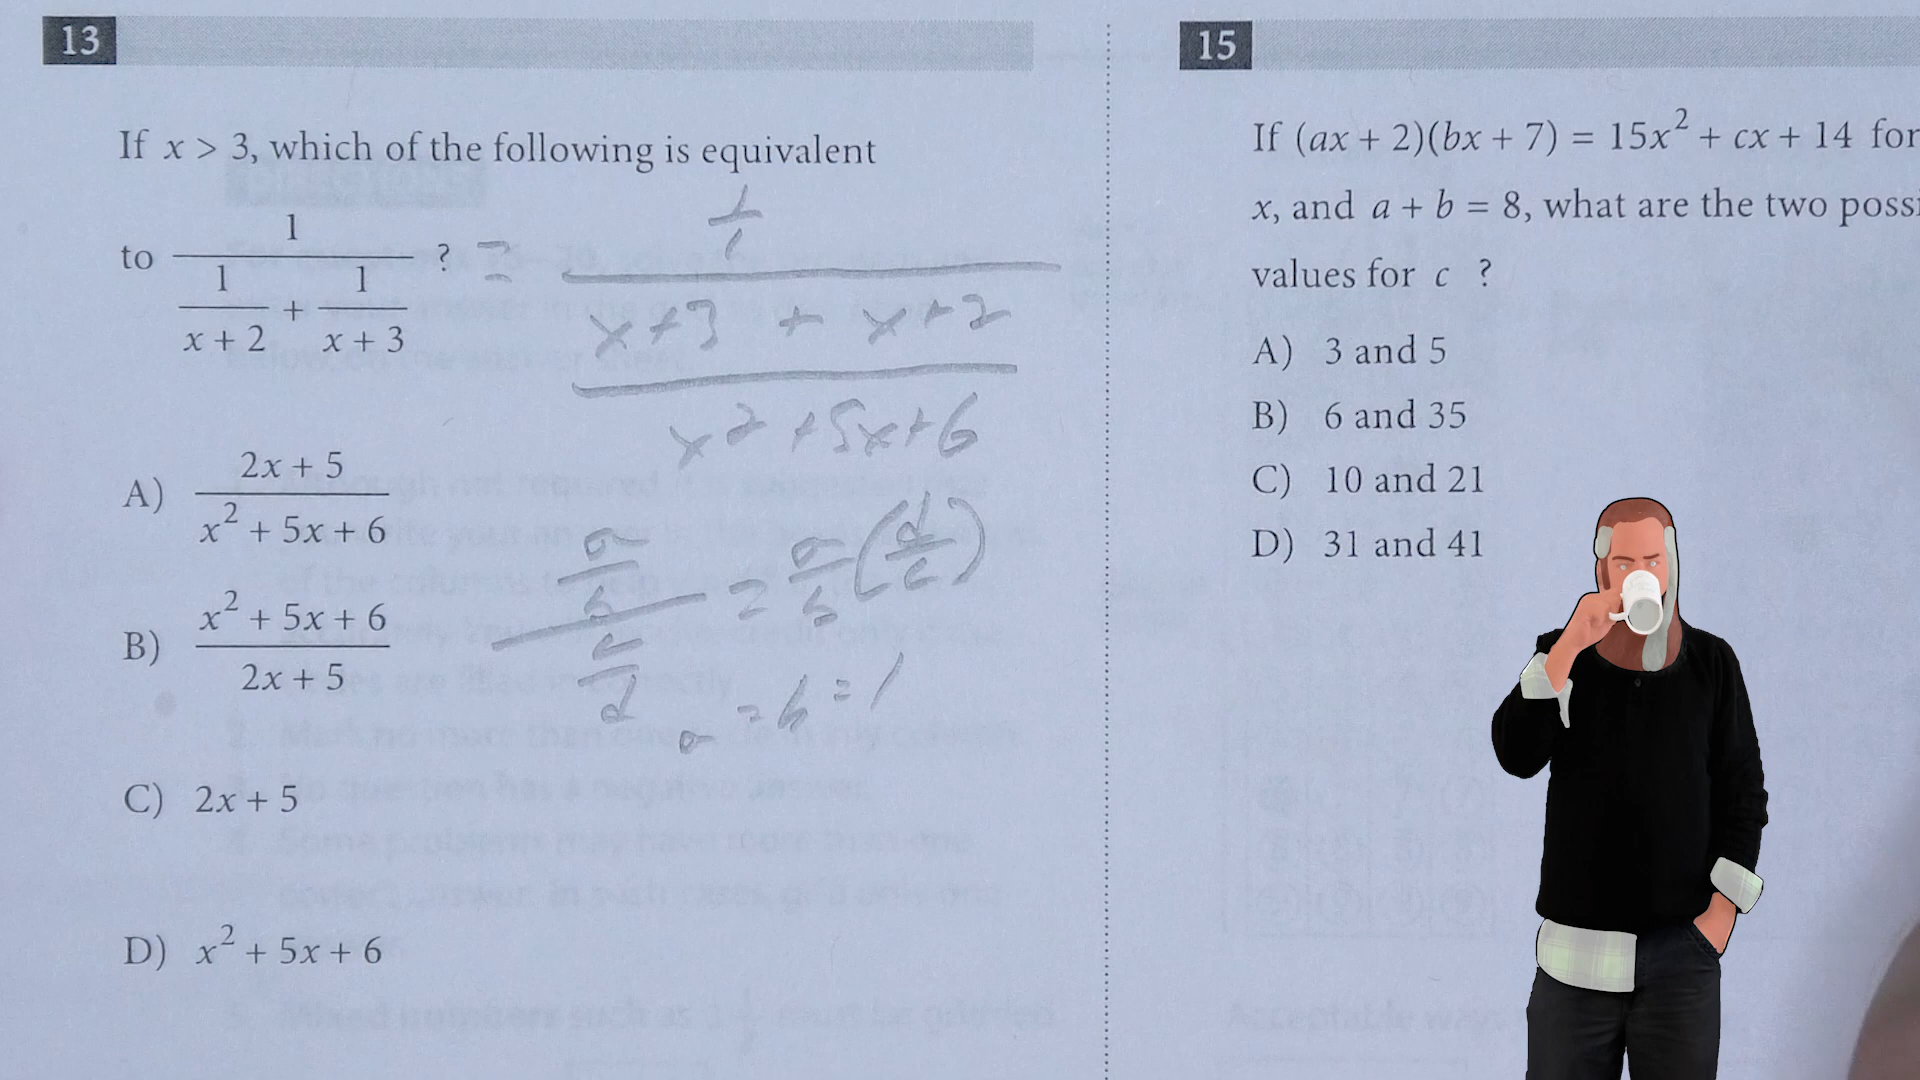 13
If x > 3, which of the following is equivalent
to 1 / (1/(x + 2) + 1/(x + 3)) ? = (1/1) / ((x+3 + x+2)/(x² +5x+6))
A) (2x + 5)/(x² + 5x + 6)
B) (x² + 5x + 6)/(2x + 5)
C) 2x + 5
D) x² + 5x + 6
(a/b)/(c/d) = a/b (d/c)
a = b = 1
15
If (ax + 2)(bx + 7) = 15x² + cx + 14 for
x, and a + b = 8, what are the two possi
values for c ?
A) 3 and 5
B) 6 and 35
C) 10 and 21
D) 31 and 41